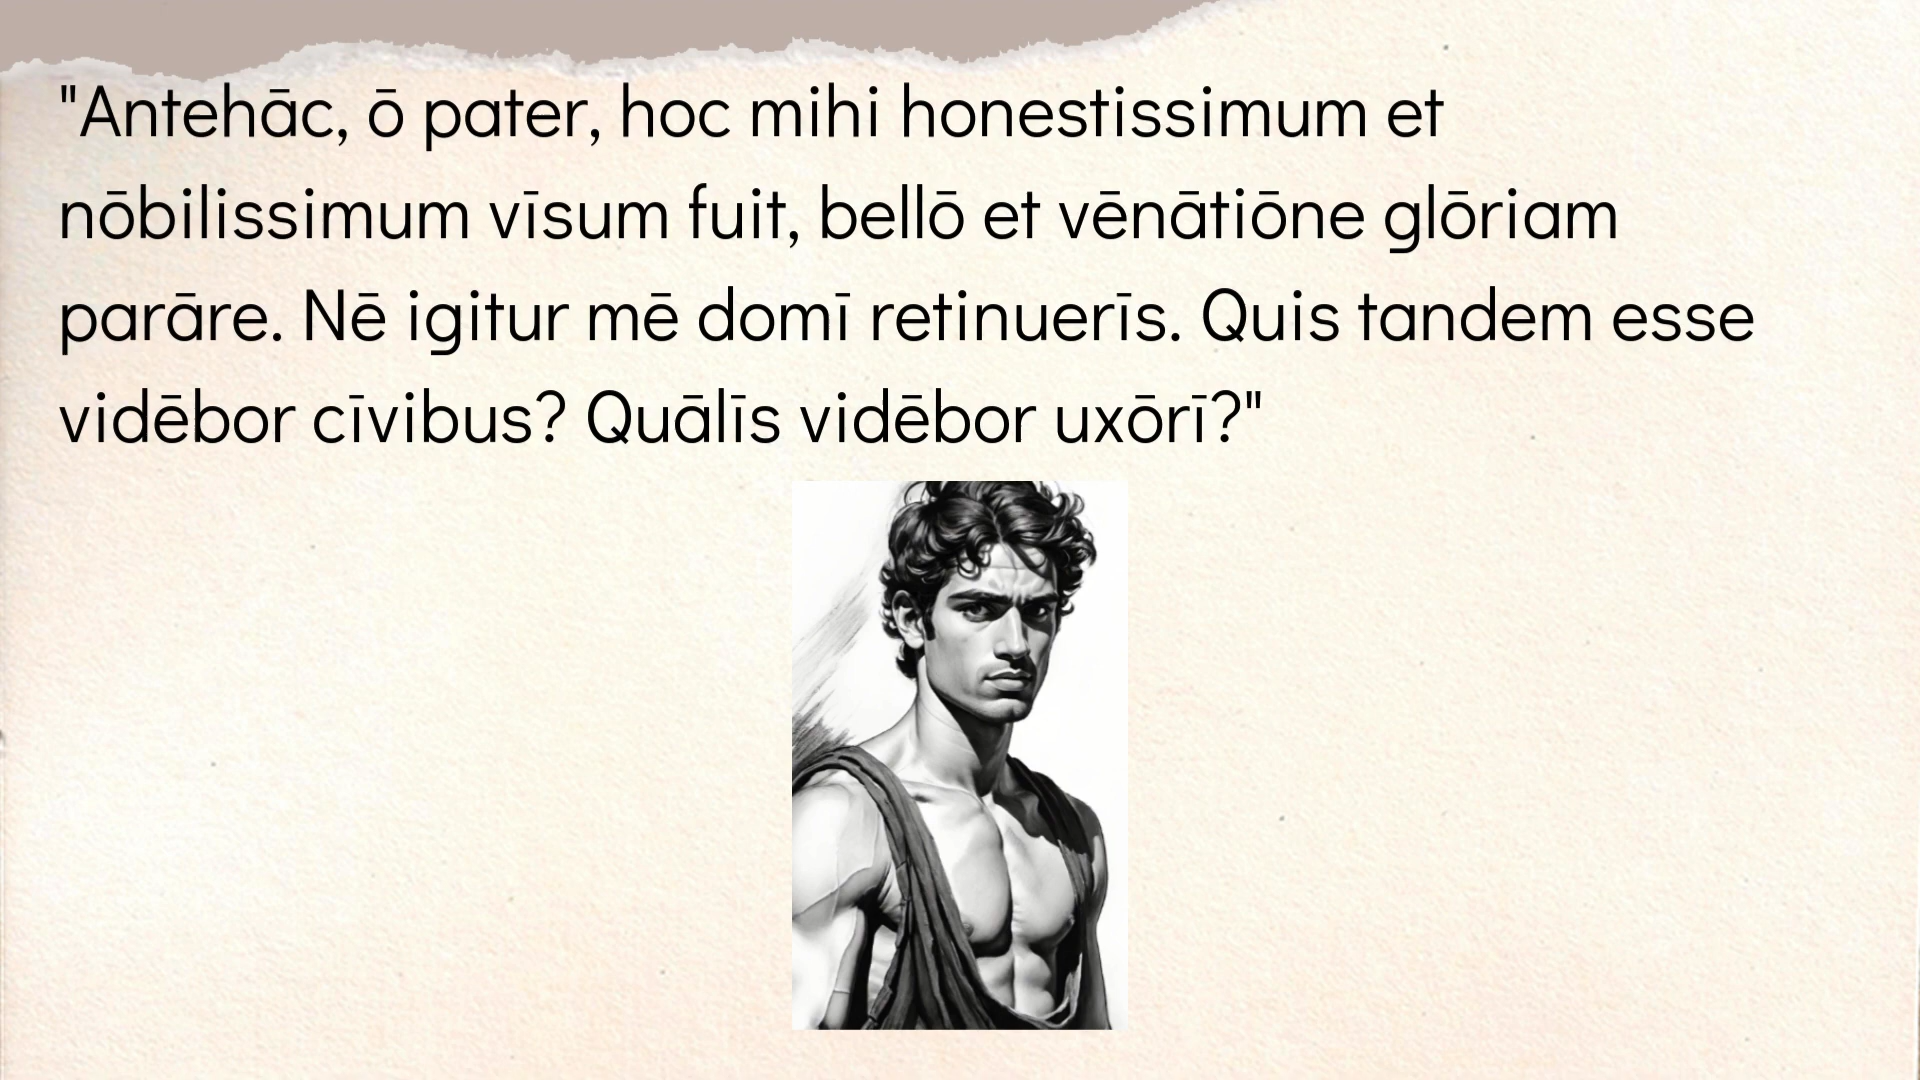 "Antehāc, ō pater, hoc mihi honestissimum et
nōbilissimum vīsum fuit, bellō et vēnātiōne glōriam
parāre. Nē igitur mē domī retinuerīs. Quis tandem esse
vidēbor cīvibus? Quālīs vidēbor uxōrī?"